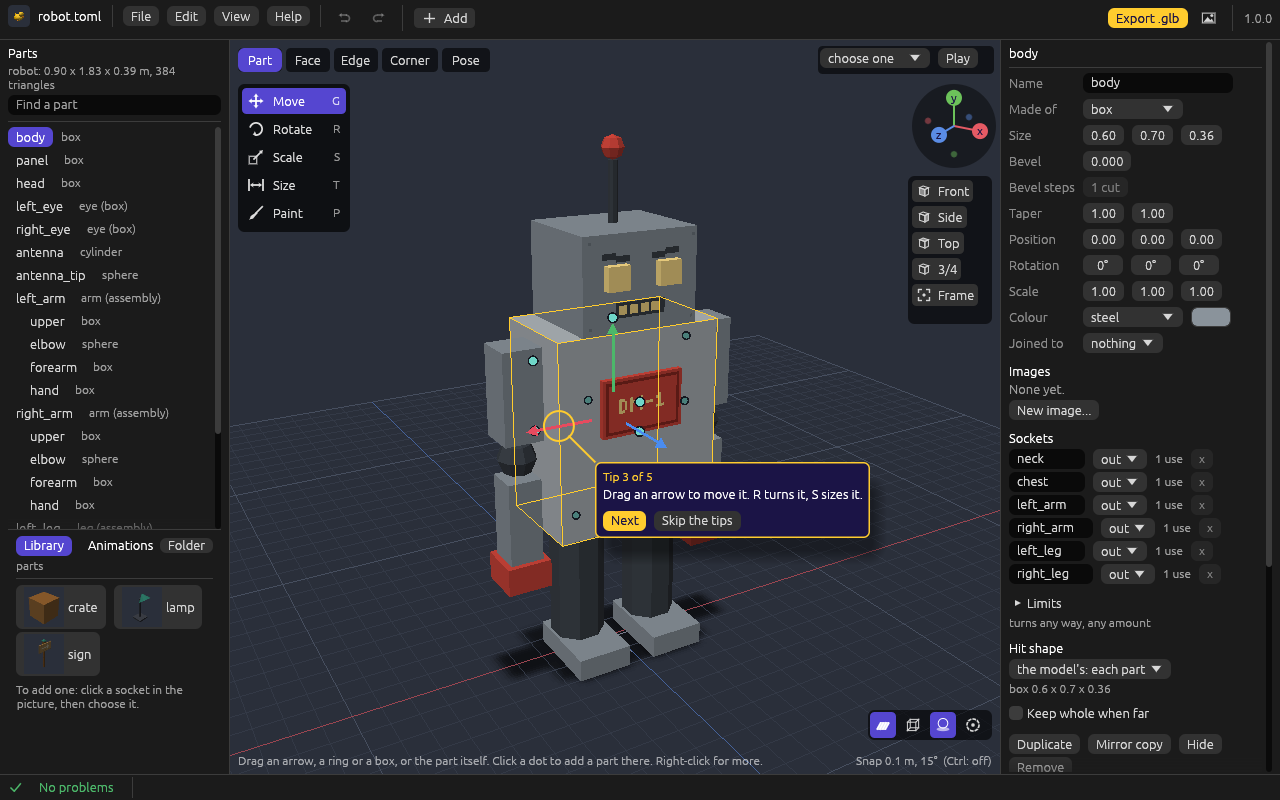 robot.toml File Edit View Help + Add Export .glb 1.0.0
Parts
robot: 0.90 x 1.83 x 0.39 m, 384
triangles
Find a part
body box
panel box
head box
left_eye eye (box)
right_eye eye (box)
antenna cylinder
antenna_tip sphere
left_arm arm (assembly)
upper box
elbow sphere
forearm box
hand box
right_arm arm (assembly)
upper box
elbow sphere
forearm box
hand box
left_leg leg (assembly)
Library Animations Folder
parts
crate lamp
sign
To add one: click a socket in the
picture, then choose it.
Part Face Edge Corner Pose
Move G
Rotate R
Scale S
Size T
Paint P
choose one Play
y
z x
Front
Side
Top
3/4
Frame
Tip 3 of 5
Drag an arrow to move it. R turns it, S sizes it.
Next Skip the tips
Drag an arrow, a ring or a box, or the part itself. Click a dot to add a part there. Right-click for more.
Snap 0.1 m, 15° (Ctrl: off)
body
Name body
Made of box
Size 0.60 0.70 0.36
Bevel 0.000
Bevel steps 1 cut
Taper 1.00 1.00
Position 0.00 0.00 0.00
Rotation 0° 0° 0°
Scale 1.00 1.00 1.00
Colour steel
Joined to nothing
Images
None yet.
New image...
Sockets
neck out 1 use x
chest out 1 use x
left_arm out 1 use x
right_arm out 1 use x
left_leg out 1 use x
right_leg out 1 use x
Limits
turns any way, any amount
Hit shape
the model's: each part
box 0.6 x 0.7 x 0.36
Keep whole when far
Duplicate Mirror copy Hide
Remove
No problems